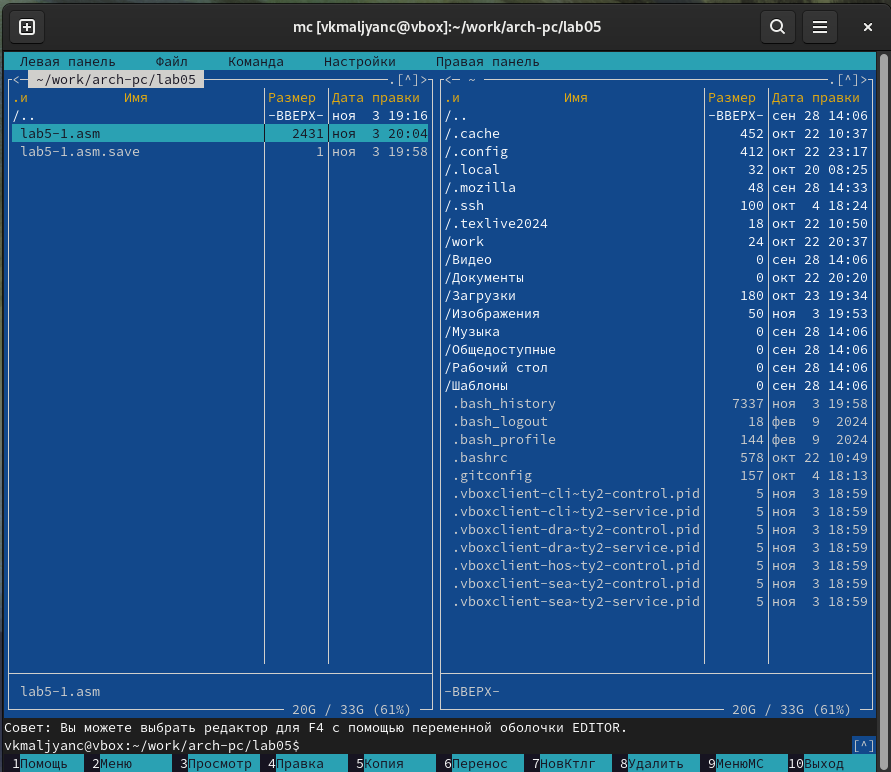 mc [vkmaljyanc@vbox]:~/work/arch-pc/lab05
Левая панель Файл Команда Настройки Правая панель
<— ~/work/arch-pc/lab05 .[^]>
.и Имя Размер Дата правки
/.. -ВВЕРХ- ноя 3 19:16
lab5-1.asm 2431 ноя 3 20:04
lab5-1.asm.save 1 ноя 3 19:58
lab5-1.asm
20G / 33G (61%)
<— ~ .[^]>
.и Имя Размер Дата правки
/.. -ВВЕРХ- сен 28 14:06
/.cache 452 окт 22 10:37
/.config 412 окт 22 23:17
/.local 32 окт 20 08:25
/.mozilla 48 сен 28 14:33
/.ssh 100 окт 4 18:24
/.texlive2024 18 окт 22 10:50
/work 24 окт 22 20:37
/Видео 0 сен 28 14:06
/Документы 0 окт 22 20:20
/Загрузки 180 окт 23 19:34
/Изображения 50 ноя 3 19:53
/Музыка 0 сен 28 14:06
/Общедоступные 0 сен 28 14:06
/Рабочий стол 0 сен 28 14:06
/Шаблоны 0 сен 28 14:06
.bash_history 7337 ноя 3 19:58
.bash_logout 18 фев 9 2024
.bash_profile 144 фев 9 2024
.bashrc 578 окт 22 10:49
.gitconfig 157 окт 4 18:13
.vboxclient-cli~ty2-control.pid 5 ноя 3 18:59
.vboxclient-cli~ty2-service.pid 5 ноя 3 18:59
.vboxclient-dra~ty2-control.pid 5 ноя 3 18:59
.vboxclient-dra~ty2-service.pid 5 ноя 3 18:59
.vboxclient-hos~ty2-control.pid 5 ноя 3 18:59
.vboxclient-sea~ty2-control.pid 5 ноя 3 18:59
.vboxclient-sea~ty2-service.pid 5 ноя 3 18:59
-ВВЕРХ-
20G / 33G (61%)
Совет: Вы можете выбрать редактор для F4 с помощью переменной оболочки EDITOR.
vkmaljyanc@vbox:~/work/arch-pc/lab05$ [^]
1Помощь 2Меню 3Просмотр 4Правка 5Копия 6Перенос 7НовКтлг 8Удалить 9МенюМС 10Выход